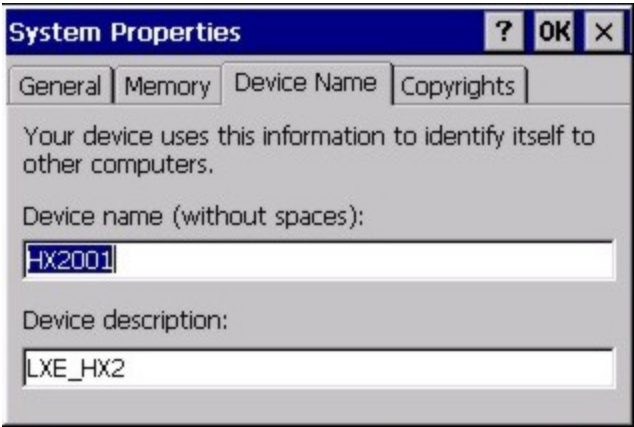 System Properties ? OK ×
General Memory Device Name Copyrights
Your device uses this information to identify itself to
other computers.
Device name (without spaces):
HX2001
Device description:
LXE_HX2